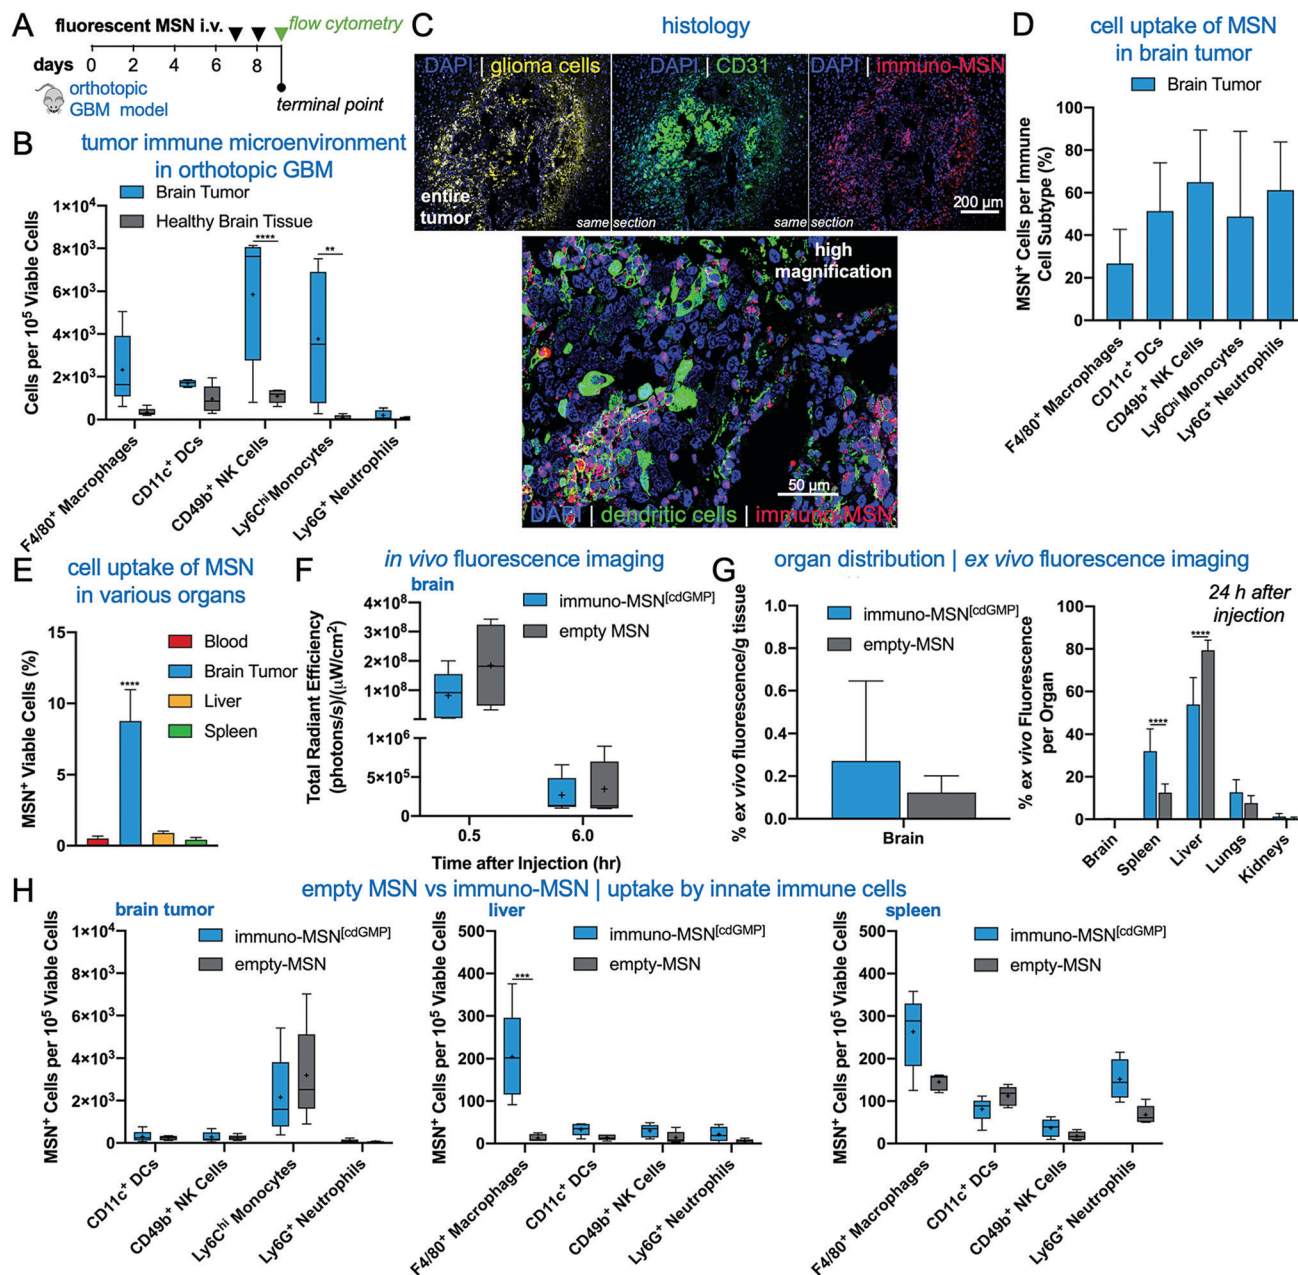 A
fluorescent MSN i.v.
flow cytometry
days
0 2 4 6 8
orthotopic
GBM model
terminal point
B
tumor immune microenvironment
in orthotopic GBM
Brain Tumor
Healthy Brain Tissue
Cells per 10⁵ Viable Cells
1×10⁴
8×10³
6×10³
4×10³
2×10³
0
****
**
F4/80⁺ Macrophages
CD11c⁺ DCs
CD49b⁺ NK Cells
Ly6Cʰⁱ Monocytes
Ly6G⁺ Neutrophils
C
histology
DAPI | glioma cells
DAPI | CD31
DAPI | immuno-MSN
entire
tumor
same section
same section
200 µm
high
magnification
50 µm
DAPI | dendritic cells | immuno-MSN
D
cell uptake of MSN
in brain tumor
Brain Tumor
MSN⁺ Cells per Immune
Cell Subtype (%)
100
80
60
40
20
0
F4/80⁺ Macrophages
CD11c⁺ DCs
CD49b⁺ NK Cells
Ly6Cʰⁱ Monocytes
Ly6G⁺ Neutrophils
E
cell uptake of MSN
in various organs
MSN⁺ Viable Cells (%)
15
10
5
0
****
Blood
Brain Tumor
Liver
Spleen
F
in vivo fluorescence imaging
brain
immuno-MSN[cdGMP]
empty MSN
Total Radiant Efficiency
(photons/s)/(µW/cm²)
4×10⁸
3×10⁸
2×10⁸
1×10⁸
1×10⁶
5×10⁵
0
0.5
6.0
Time after Injection (hr)
G
organ distribution | ex vivo fluorescence imaging
immuno-MSN[cdGMP]
empty-MSN
% ex vivo fluorescence/g tissue
1.0
0.8
0.6
0.4
0.2
0.0
Brain
24 h after
injection
% ex vivo Fluorescence
per Organ
100
80
60
40
20
0
****
****
Brain
Spleen
Liver
Lungs
Kidneys
H
empty MSN vs immuno-MSN | uptake by innate immune cells
brain tumor
immuno-MSN[cdGMP]
empty-MSN
MSN⁺ Cells per 10⁵ Viable Cells
1×10⁴
8×10³
6×10³
4×10³
2×10³
0
CD11c⁺ DCs
CD49b⁺ NK Cells
Ly6Cʰⁱ Monocytes
Ly6G⁺ Neutrophils
liver
immuno-MSN[cdGMP]
empty-MSN
MSN⁺ Cells per 10⁵ Viable Cells
500
400
300
200
100
0
***
F4/80⁺ Macrophages
CD11c⁺ DCs
CD49b⁺ NK Cells
Ly6G⁺ Neutrophils
spleen
immuno-MSN[cdGMP]
empty-MSN
MSN⁺ Cells per 10⁵ Viable Cells
500
400
300
200
100
0
F4/80⁺ Macrophages
CD11c⁺ DCs
CD49b⁺ NK Cells
Ly6G⁺ Neutrophils